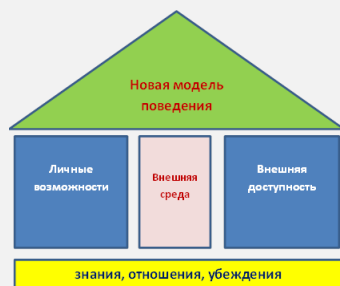 Новая модель
поведения
Личные
возможности
Внешняя
среда
Внешняя
доступность
знания, отношения, убеждения